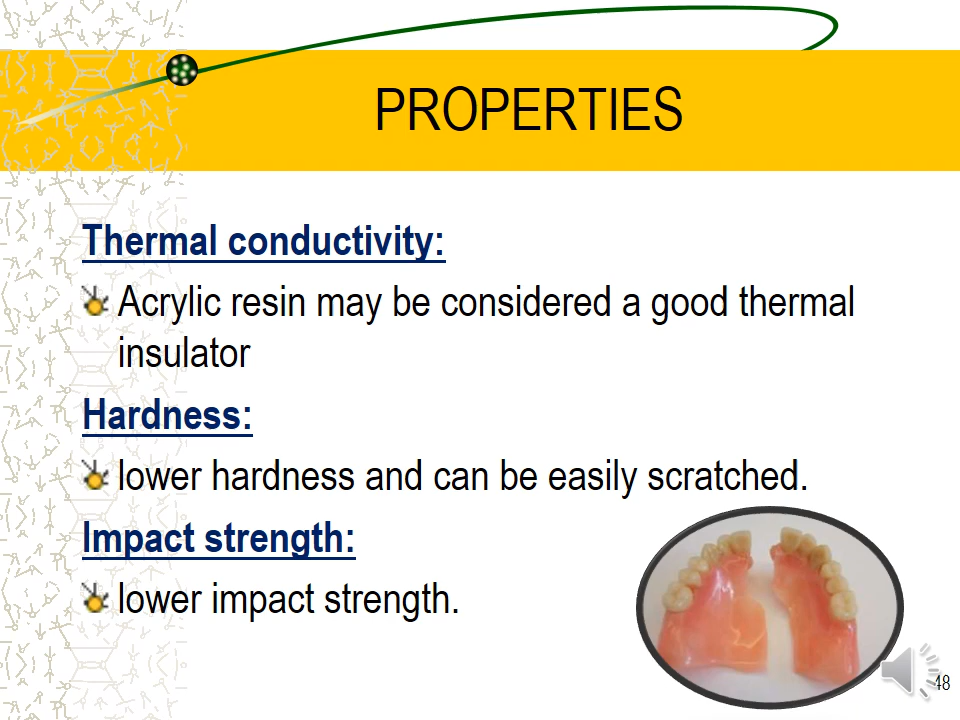 PROPERTIES
Thermal conductivity:
Acrylic resin may be considered a good thermal
insulator
Hardness:
lower hardness and can be easily scratched.
Impact strength:
lower impact strength.
48